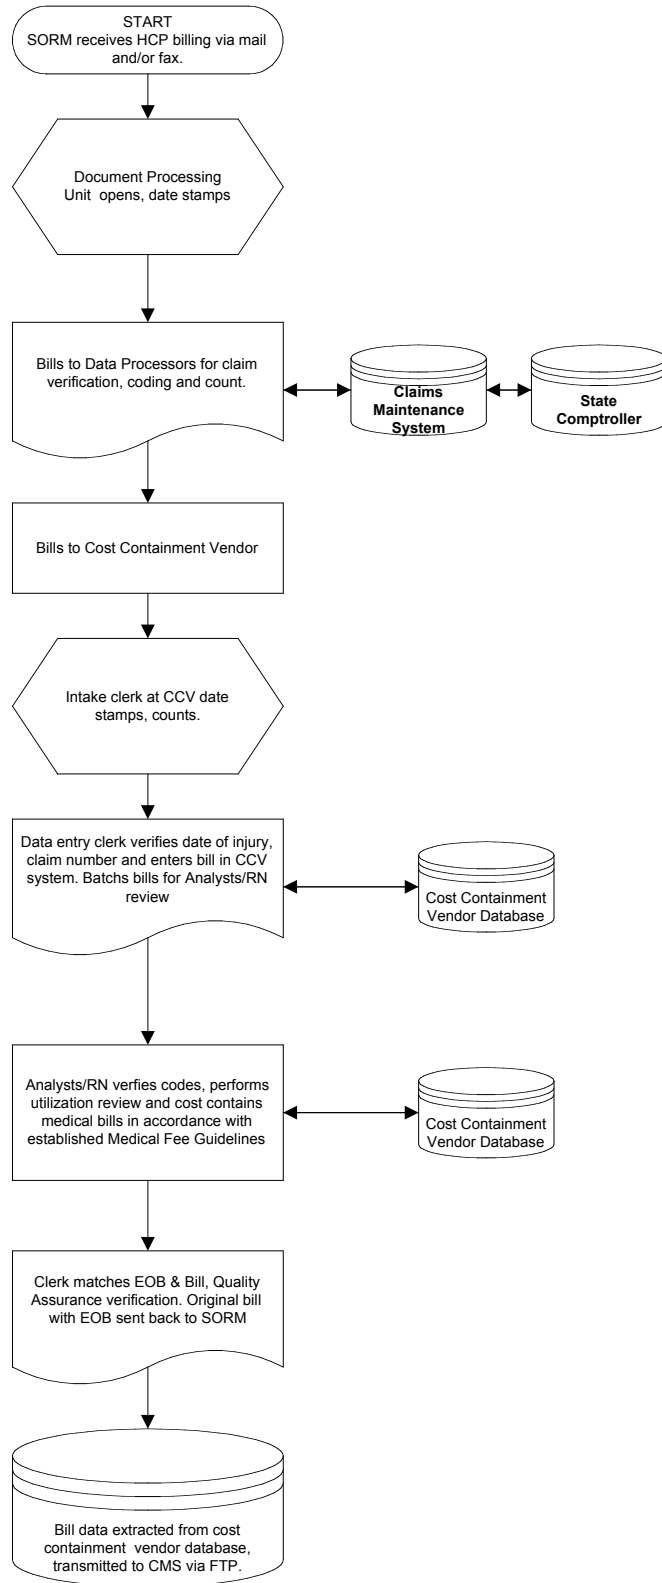 START
SORM receives HCP billing via mail
and/or fax.
Document Processing
Unit opens, date stamps
Bills to Data Processors for claim
verification, coding and count.
Claims
Maintenance
System
State
Comptroller
Bills to Cost Containment Vendor
Intake clerk at CCV date
stamps, counts.
Data entry clerk verifies date of injury,
claim number and enters bill in CCV
system. Batchs bills for Analysts/RN
review
Cost Containment
Vendor Database
Analysts/RN verfies codes, performs
utilization review and cost contains
medical bills in accordance with
established Medical Fee Guidelines
Cost Containment
Vendor Database
Clerk matches EOB & Bill, Quality
Assurance verification. Original bill
with EOB sent back to SORM
Bill data extracted from cost
containment vendor database,
transmitted to CMS via FTP.